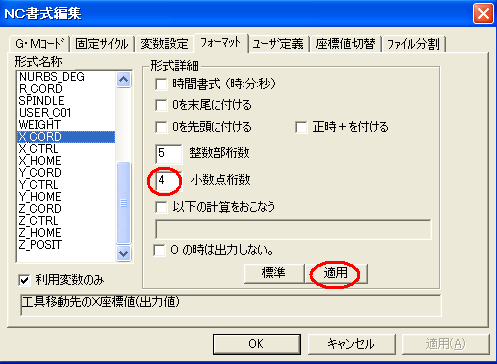 NC書式編集
G・Mコード 固定サイクル 変数設定 フォーマット ユーザ定義 座標値切替 ファイル分割
形式名称
NURBS_DEG
R_CORD
SPINDLE
USER_C01
WEIGHT
X_CORD
X_CTRL
X_HOME
Y_CORD
Y_CTRL
Y_HOME
Z_CORD
Z_CTRL
Z_HOME
Z_POSIT
利用変数のみ
形式詳細
時間書式 (時:分:秒)
0を末尾に付ける
0を先頭に付ける 正時+を付ける
5 整数部桁数
4 小数点桁数
以下の計算をおこなう
0 の時は出力しない。
標準 適用
工具移動先のX座標値(出力値)
OK キャンセル 適用(A)